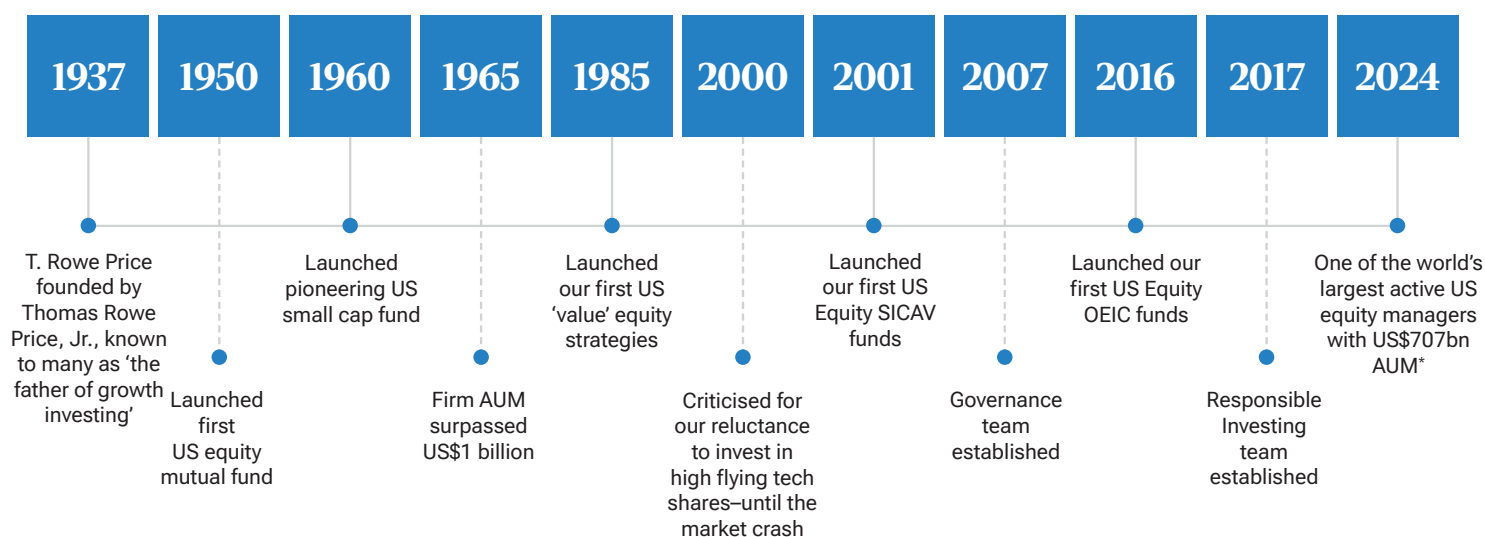 1937
1950
1960
1965
1985
2000
2001
2007
2016
2017
2024
T. Rowe Price
founded by
Thomas Rowe
Price, Jr., known
to many as ‘the
father of growth
investing’
Launched
first
US equity
mutual fund
Launched
pioneering US
small cap fund
Firm AUM
surpassed
US$1 billion
Launched
our first US
‘value’ equity
strategies
Criticised for
our reluctance
to invest in
high flying tech
shares–until the
market crash
Launched
our first US
Equity SICAV
funds
Governance
team
established
Launched our
first US Equity
OEIC funds
Responsible
Investing
team
established
One of the world’s
largest active US
equity managers
with US$707bn
AUM*